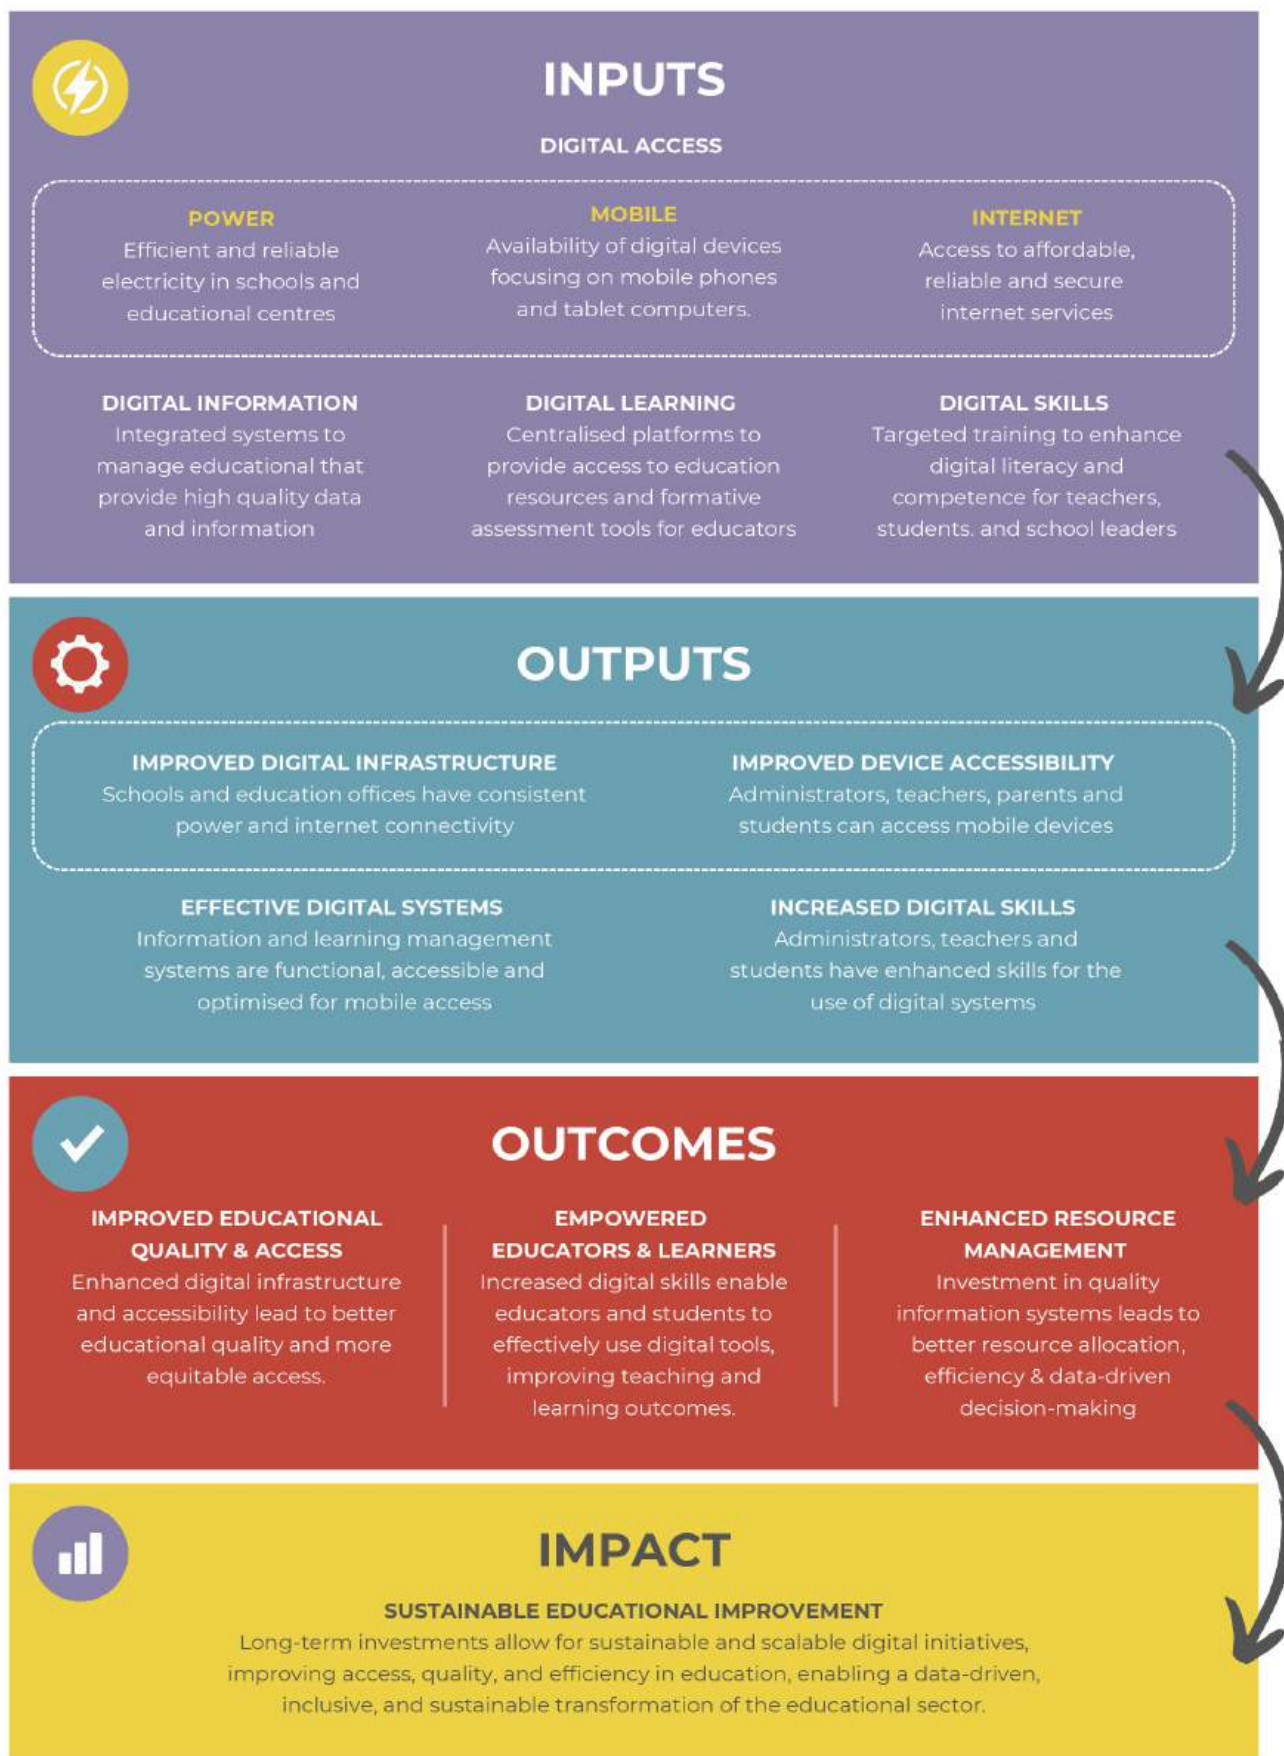 INPUTS
DIGITAL ACCESS
POWER
Efficient and reliable
electricity in schools and
educational centres
MOBILE
Availability of digital devices
focusing on mobile phones
and tablet computers.
INTERNET
Access to affordable,
reliable and secure
internet services
DIGITAL INFORMATION
Integrated systems to
manage educational that
provide high quality data
and information
DIGITAL LEARNING
Centralised platforms to
provide access to education
resources and formative
assessment tools for educators
DIGITAL SKILLS
Targeted training to enhance
digital literacy and
competence for teachers,
students. and school leaders
OUTPUTS
IMPROVED DIGITAL INFRASTRUCTURE
Schools and education offices have consistent
power and internet connectivity
IMPROVED DEVICE ACCESSIBILITY
Administrators, teachers, parents and
students can access mobile devices
EFFECTIVE DIGITAL SYSTEMS
Information and learning management
systems are functional, accessible and
optimised for mobile access
INCREASED DIGITAL SKILLS
Administrators, teachers and
students have enhanced skills for the
use of digital systems
OUTCOMES
IMPROVED EDUCATIONAL
QUALITY & ACCESS
Enhanced digital infrastructure
and accessibility lead to better
educational quality and more
equitable access.
EMPOWERED
EDUCATORS & LEARNERS
Increased digital skills enable
educators and students to
effectively use digital tools,
improving teaching and
learning outcomes.
ENHANCED RESOURCE
MANAGEMENT
Investment in quality
information systems leads to
better resource allocation,
efficiency & data-driven
decision-making
IMPACT
SUSTAINABLE EDUCATIONAL IMPROVEMENT
Long-term investments allow for sustainable and scalable digital initiatives,
improving access, quality, and efficiency in education, enabling a data-driven,
inclusive, and sustainable transformation of the educational sector.